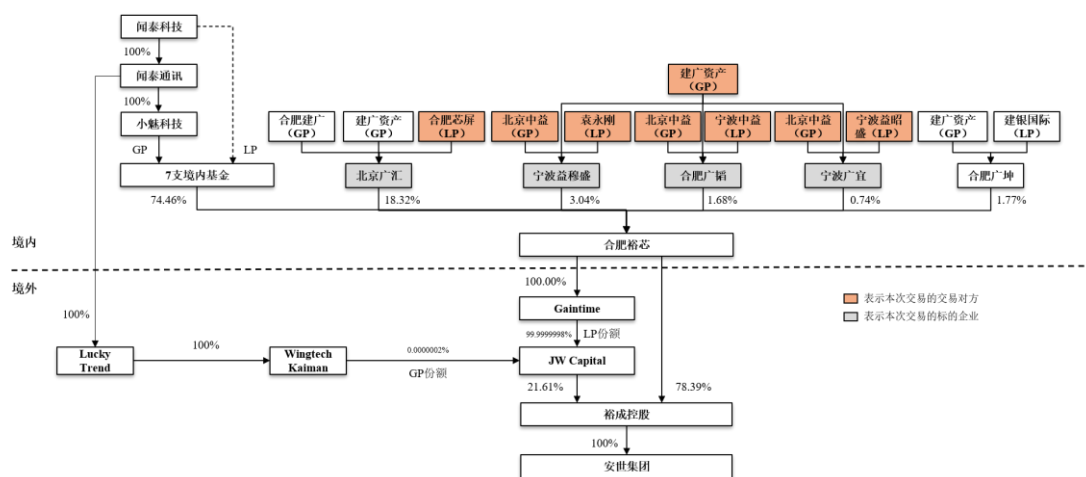 闻泰科技
100%
闻泰通讯
100%
小魅科技
GP
LP
建广资产
（GP）
合肥建广
（GP）
建广资产
（GP）
合肥芯屏
（LP）
北京中益
（GP）
袁永刚
（LP）
北京中益
（GP）
宁波中益
（LP）
北京中益
（GP）
宁波益昭
盛（LP）
建广资产
（GP）
建银国际
（LP）
7支境内基金
北京广汇
宁波益穆盛
合肥广韬
宁波广宜
合肥广坤
74.46%
18.32%
3.04%
1.68%
0.74%
1.77%
境内
合肥裕芯
境外
100.00%
表示本次交易的交易对方
Gaintime
表示本次交易的标的企业
100%
99.9999998%
LP份额
Lucky
Trend
100%
Wingtech
Kaiman
0.0000002%
GP份额
JW Capital
21.61%
78.39%
裕成控股
100%
安世集团